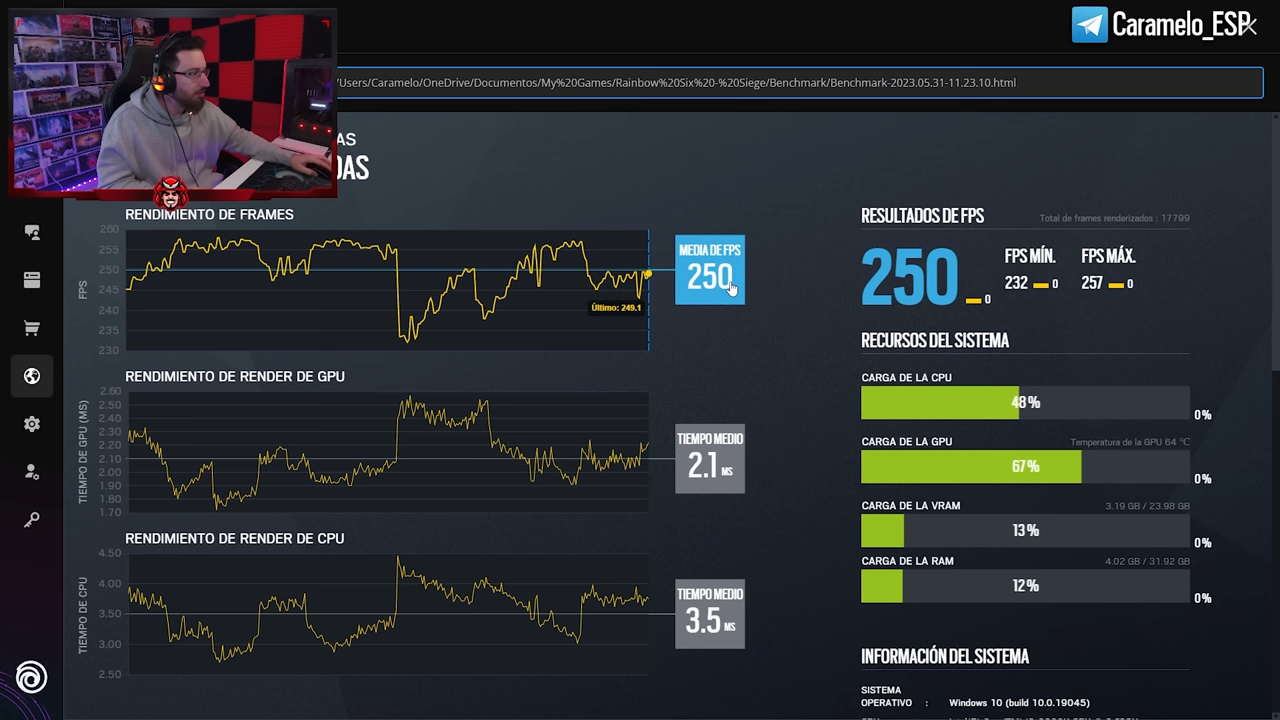 Caramelo_ESP
/Users/Caramelo/OneDrive/Documentos/My%20Games/Rainbow%20Six%20-%20Siege/Benchmark/Benchmark-2023.05.31-11.23.10.html
AS
DAS
RENDIMIENTO DE FRAMES
260
255
250
245
240
235
230
FPS
Último: 249.1
MEDIA DE FPS
250
RENDIMIENTO DE RENDER DE GPU
2.60
2.50
2.40
2.30
2.20
2.10
2.00
1.90
1.80
1.70
TIEMPO DE GPU (MS)
TIEMPO MEDIO
2.1 MS
RENDIMIENTO DE RENDER DE CPU
4.50
4.00
3.50
3.00
2.50
TIEMPO DE CPU
TIEMPO MEDIO
3.5 MS
RESULTADOS DE FPS
Total de frames renderizados : 17799
250
0
FPS MÍN.
232 0
FPS MÁX.
257 0
RECURSOS DEL SISTEMA
CARGA DE LA CPU
48%
0%
CARGA DE LA GPU
Temperatura de la GPU 64 °C
67%
0%
CARGA DE LA VRAM
3.19 GB / 23.98 GB
13%
0%
CARGA DE LA RAM
4.02 GB / 31.92 GB
12%
0%
INFORMACIÓN DEL SISTEMA
SISTEMA
OPERATIVO : Windows 10 (build 10.0.19045)